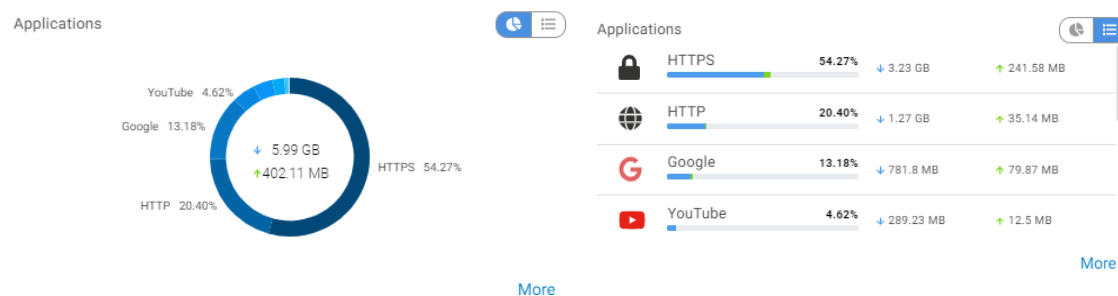 Applications
YouTube 4.62%
Google 13.18%
↓ 5.99 GB
↑402.11 MB
HTTPS 54.27%
HTTP 20.40%
More
Applications
HTTPS 54.27% ↓ 3.23 GB ↑ 241.58 MB
HTTP 20.40% ↓ 1.27 GB ↑ 35.14 MB
G Google 13.18% ↓ 781.8 MB ↑ 79.87 MB
YouTube 4.62% ↓ 289.23 MB ↑ 12.5 MB
More